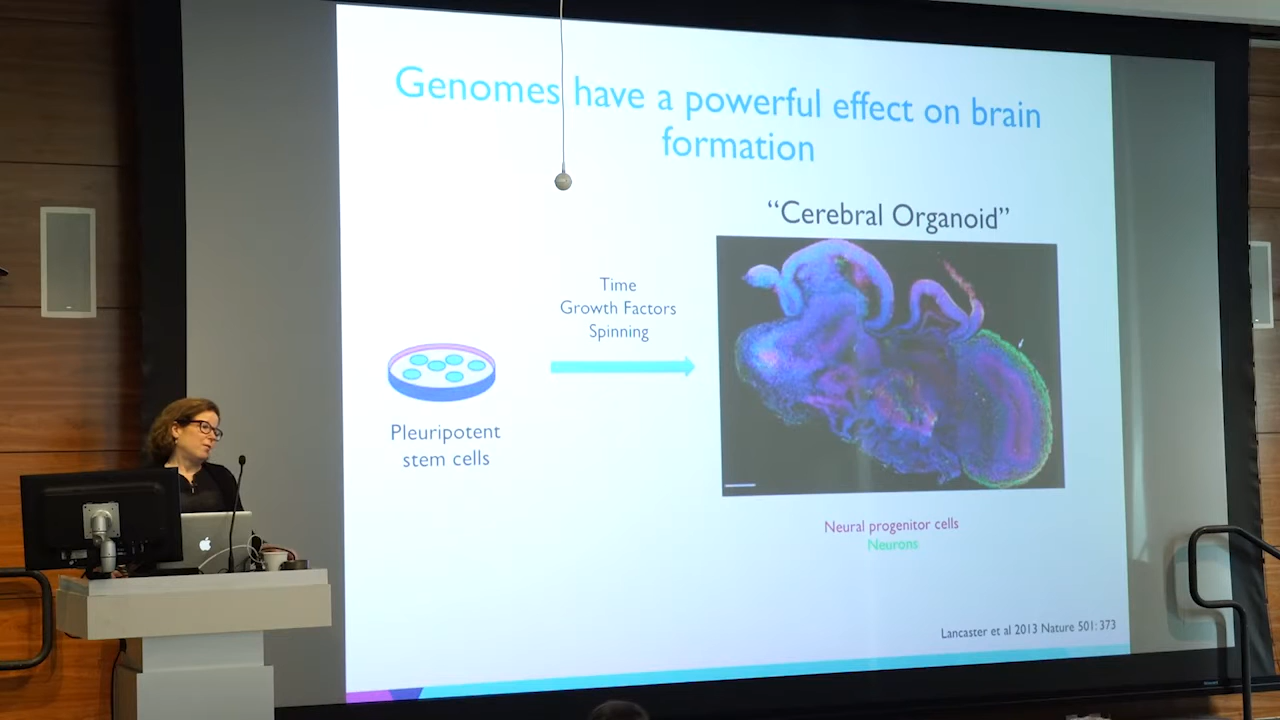 Genomes have a powerful effect on brain
formation
"Cerebral Organoid"
Time
Growth Factors
Spinning
Pleuripotent
stem cells
Neural progenitor cells
Neurons
Lancaster et al 2013 Nature 501: 373